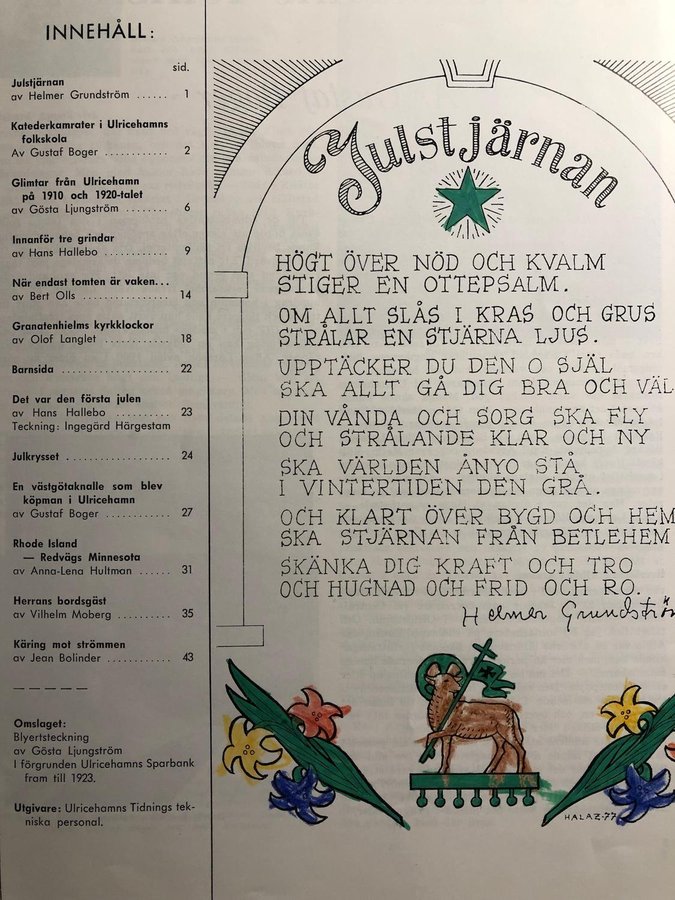 INNEHÅLL:
sid.
Julstjärnan
av Helmer Grundström ...... 1
Katederkamrater i Ulricehamns
folkskola
Av Gustaf Boger ............ 2
Glimtar från Ulricehamn
på 1910 och 1920-talet
av Gösta Ljungström ........ 6
Innanför tre grindar
av Hans Hallebo ............ 9
När endast tomten är vaken...
av Bert Olls ................ 14
Granatenhielms kyrkklockor
av Olof Langlet ............ 18
Barnsida .................... 22
Det var den första julen
av Hans Hallebo .......... 23
Teckning: Ingegärd Härgestam
Julkrysset .................. 24
En västgötaknalle som blev
köpman i Ulricehamn
av Gustaf Boger ............ 27
Rhode Island
— Redvägs Minnesota
av Anna-Lena Hultman ...... 31
Herrans bordsgäst
av Vilhelm Moberg .......... 35
Käring mot strömmen
av Jean Bolinder ............ 43
— — — — —
Omslaget:
Blyertsteckning
av Gösta Ljungström
I förgrunden Ulricehamns Sparbank
fram till 1923.
Utgivare: Ulricehamns Tidnings tek-
niska personal.
Julstjärnan
HÖGT ÖVER NÖD OCH KVALM
STIGER EN OTTEPSALM.
OM ALLT SLÅS I KRAS OCH GRUS
STRÅLAR EN STJÄRNA LJUS.
UPPTÄCKER DU DEN O SJÄL
SKA ALLT GÅ DIG BRA OCH VÄL
DIN VÅNDA OCH SORG SKA FLY
OCH STRÅLANDE KLAR OCH NY
SKA VÄRLDEN ÅNYO STÅ
I VINTERTIDEN DEN GRÅ.
OCH KLART ÖVER BYGD OCH HEM
SKA STJÄRNAN FRÅN BETLEHEM
SKÄNKA DIG KRAFT OCH TRO
OCH HUGNAD OCH FRID OCH RO.
Helmer Grundström
HALAZ-77